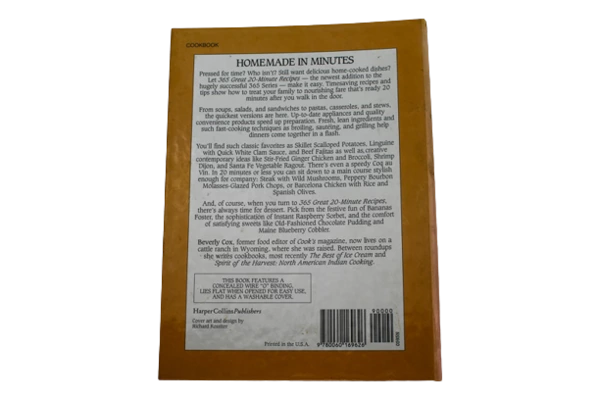 COOKBOOK
HOMEMADE IN MINUTES
Pressed for time? Who isn't? Still want delicious home-cooked dishes?
Let 365 Great 20-Minute Recipes — the newest addition to the
hugely successful 365 Series — make it easy. Timesaving recipes and
tips show how to treat your family to nourishing fare that's ready 20
minutes after you walk in the door.
From soups, salads, and sandwiches to pastas, casseroles, and stews,
the quickest versions are here. Up-to-date appliances and quality
convenience products speed up preparation. Fresh, lean ingredients and
such fast-cooking techniques as broiling, sautéing, and grilling help
dinners come together in a flash.
You'll find such classic favorites as Skillet Scalloped Potatoes, Linguine
with Quick White Clam Sauce, and Beef Fajitas as well as creative
contemporary ideas like Stir-Fried Ginger Chicken and Broccoli, Shrimp
Dijon, and Santa Fe Vegetable Ragout. There's even a speedy Coq au
Vin. In 20 minutes or less you can sit down to a main course stylish
enough for company: Steak with Wild Mushrooms, Peppery Bourbon
Molasses-Glazed Pork Chops, or Barcelona Chicken with Rice and
Spanish Olives.
And, of course, when you turn to 365 Great 20-Minute Recipes,
there's always time for dessert. Pick from the festive fun of Bananas
Foster, the sophistication of Instant Raspberry Sorbet, and the comfort
of satisfying sweets like Old-Fashioned Chocolate Pudding and
Maine Blueberry Cobbler.
Beverly Cox, former food editor of Cook's magazine, now lives on a
cattle ranch in Wyoming, where she was raised. Between roundups
she writes cookbooks, most recently The Best of Ice Cream and
Spirit of the Harvest: North American Indian Cooking.
THIS BOOK FEATURES A
CONCEALED WIRE "O" BINDING,
LIES FLAT WHEN OPENED FOR EASY USE,
AND HAS A WASHABLE COVER.
HarperCollinsPublishers
Cover art and design by
Richard Rossiter
Printed in the U.S.A.
90000
9 780060 169626